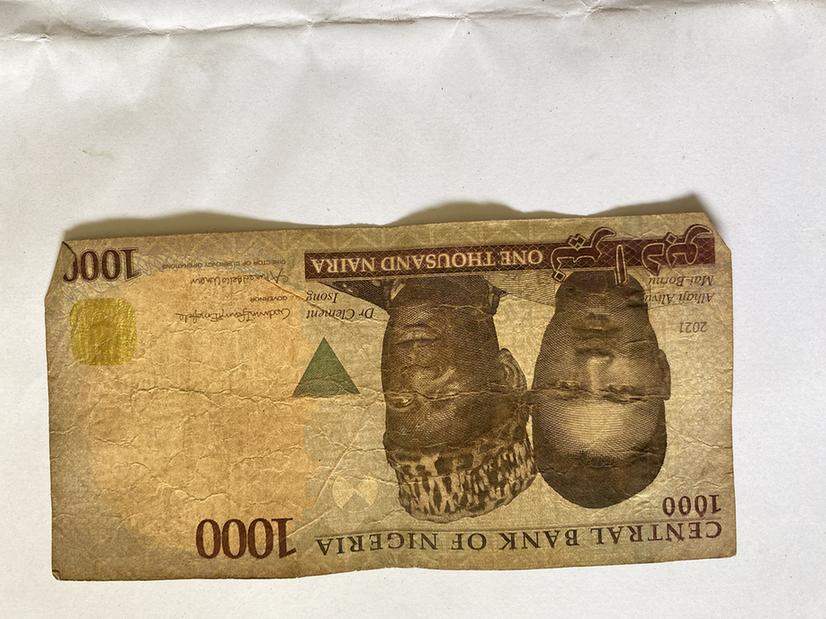 CENTRAL BANK OF NIGERIA
1000
1000
2021
Alhaji Aliyu
Mai-Bornu
Dr Clement
Isong
GOVERNOR
DIRECTOR OF CURRENCY OPERATIONS
ONE THOUSAND NAIRA
1000